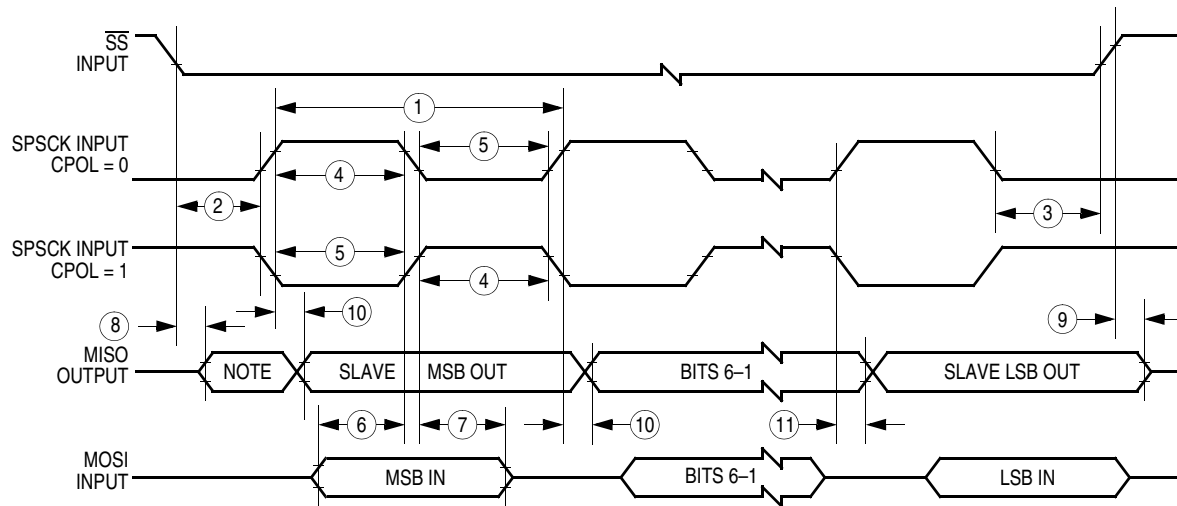 SS
INPUT
1
SPSCK INPUT
CPOL = 0
5
4
2
3
SPSCK INPUT
CPOL = 1
5
4
8
10
9
MISO
OUTPUT
NOTE
SLAVE MSB OUT
BITS 6–1
SLAVE LSB OUT
6
7
10
11
MOSI
INPUT
MSB IN
BITS 6–1
LSB IN